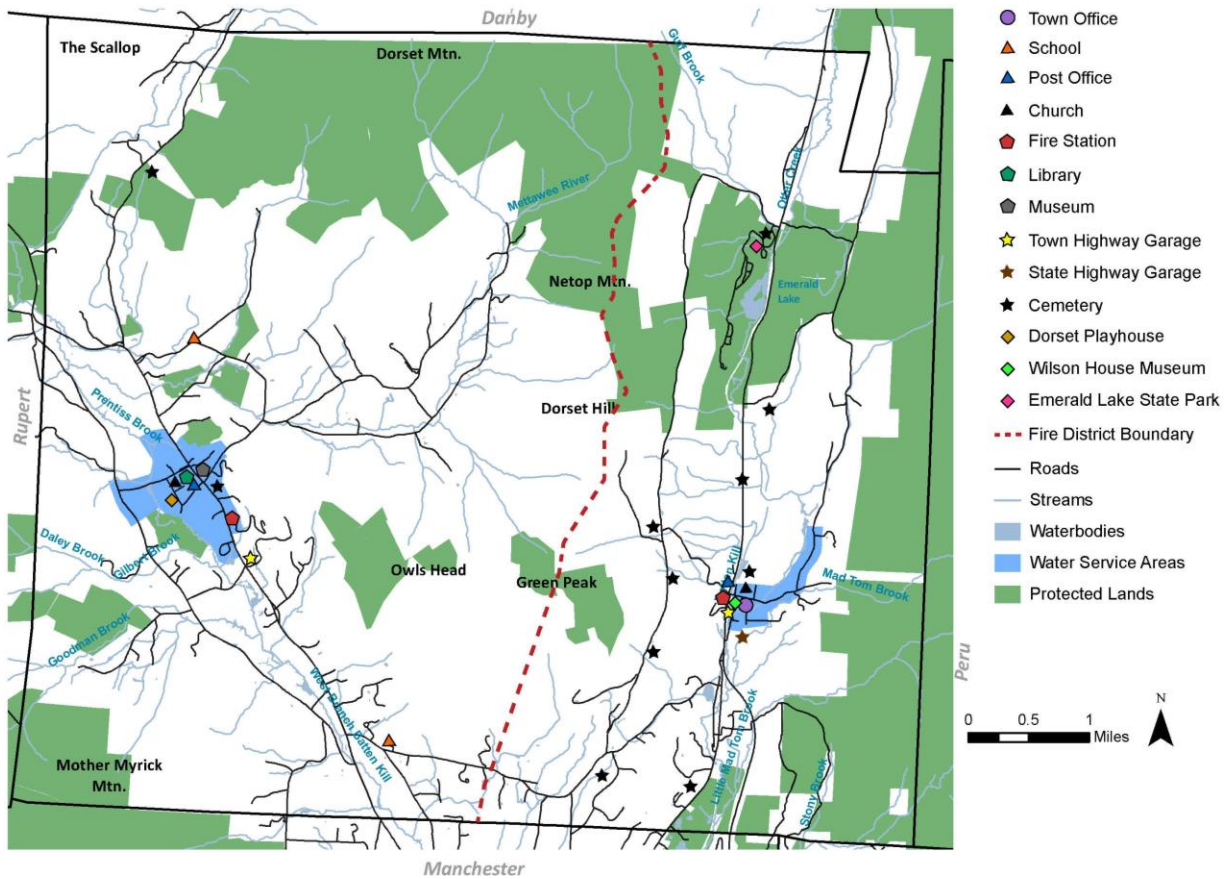 Danby
The Scallop
Dorset Mtn.
Gulf Brook
Otter Creek
Mettawee River
Netop Mtn.
Emerald
Lake
Rupert
Prentiss Brook
Dorset Hill
Daley Brook
Gilbert Brook
Owls Head
Green Peak
Kill
Mad Tom Brook
Goodman Brook
Peru
West Branch Batten Kill
Little Mad Tom Brook
Stony Brook
Mother Myrick
Mtn.
Manchester
Town Office
School
Post Office
Church
Fire Station
Library
Museum
Town Highway Garage
State Highway Garage
Cemetery
Dorset Playhouse
Wilson House Museum
Emerald Lake State Park
Fire District Boundary
Roads
Streams
Waterbodies
Water Service Areas
Protected Lands
0 0.5 1
Miles
N